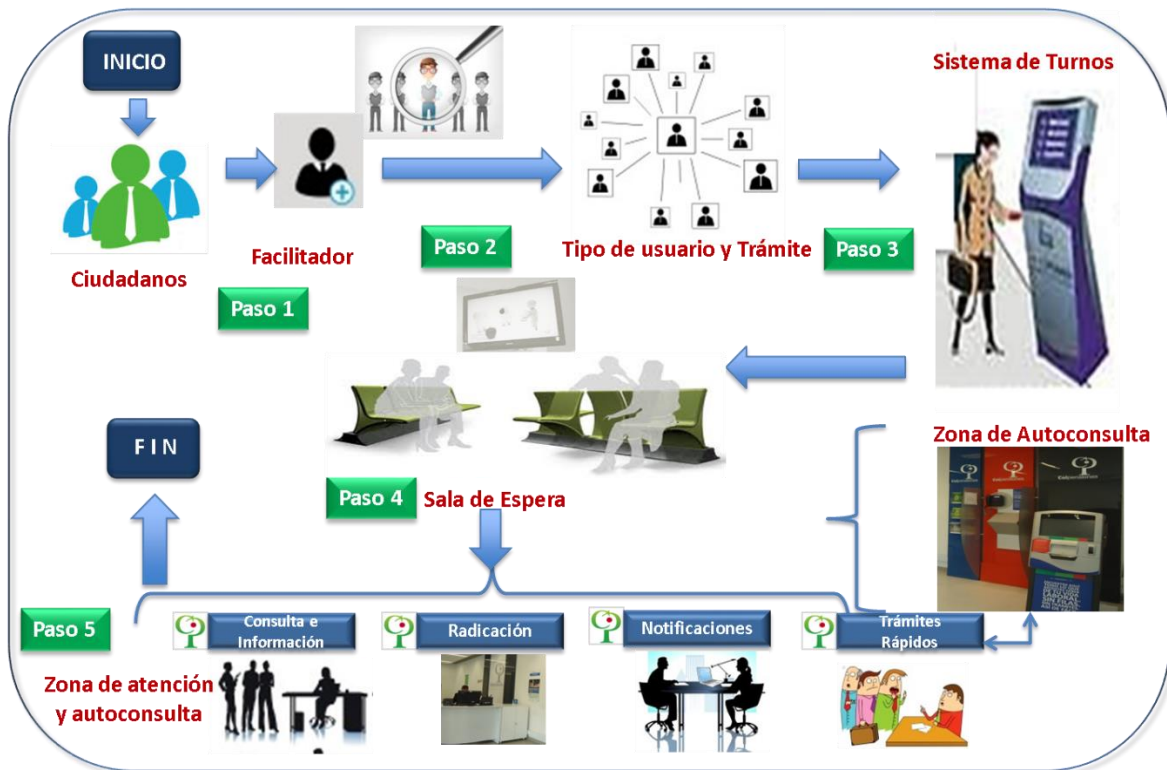 INICIO
Sistema de Turnos
Ciudadanos
Facilitador
Paso 1
Paso 2
Tipo de usuario y Trámite
Paso 3
Zona de Autoconsulta
F I N
Paso 4
Sala de Espera
Paso 5
Zona de atención
y autoconsulta
Consulta e
Información
Radicación
Notificaciones
Trámites
Rápidos